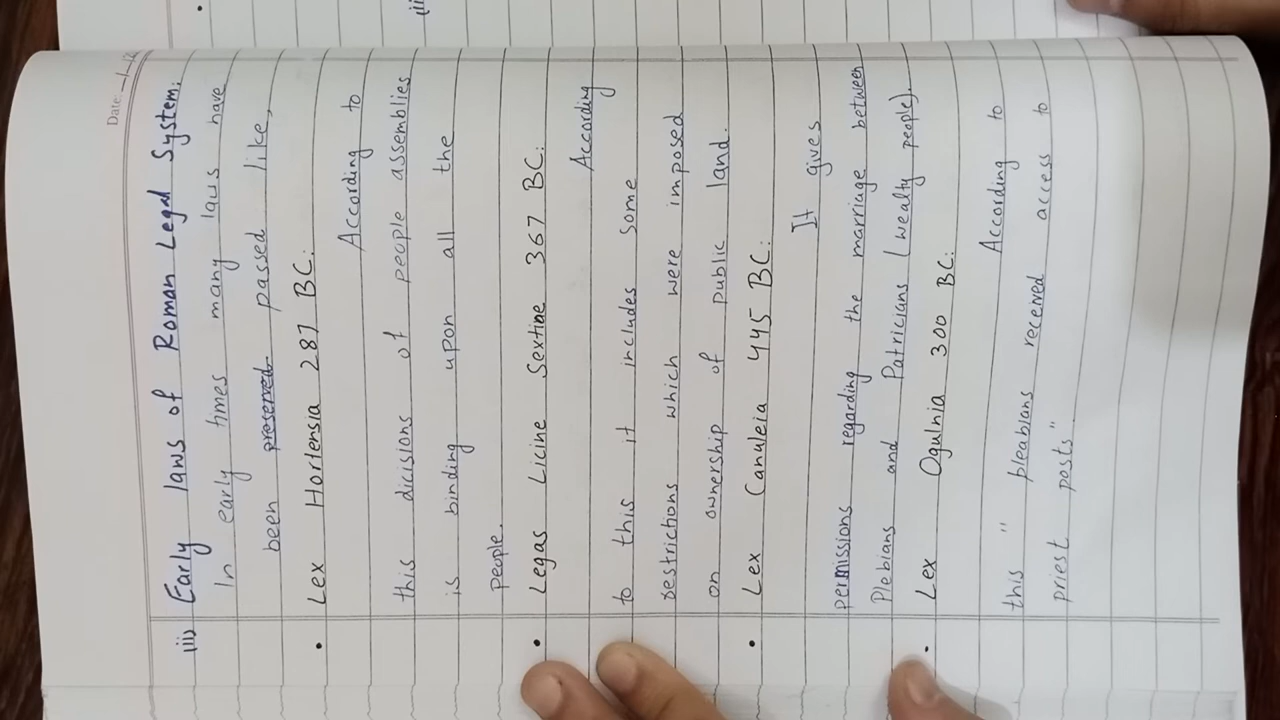 Date:
iii) Early laws of Roman Legal System:
In early times many laws have
been preserved passed like,
• Lex Hortensia 287 BC:
According to
this dicisions of people assemblies
is binding upon all the
people.
• Legas Licine Sextine 367 BC:
According
to this it includes some
restrictions which were imposed
on ownership of public land.
• Lex Canuleia 445 BC:
It gives
permissions regarding the marriage between
Plebians and Patricians (wealty people).
• Lex Ogulnia 300 BC:
According to
this " bleabians received access to
priest posts"